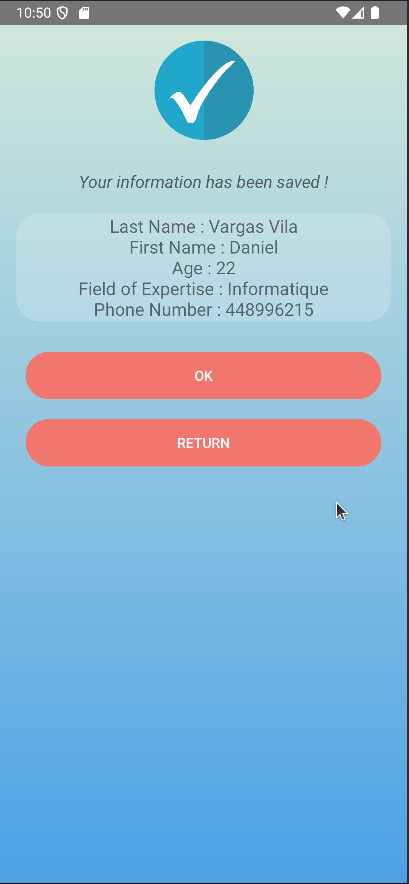 10:50
Your information has been saved !
Last Name : Vargas Vila
First Name : Daniel
Age : 22
Field of Expertise : Informatique
Phone Number : 448996215
OK
RETURN